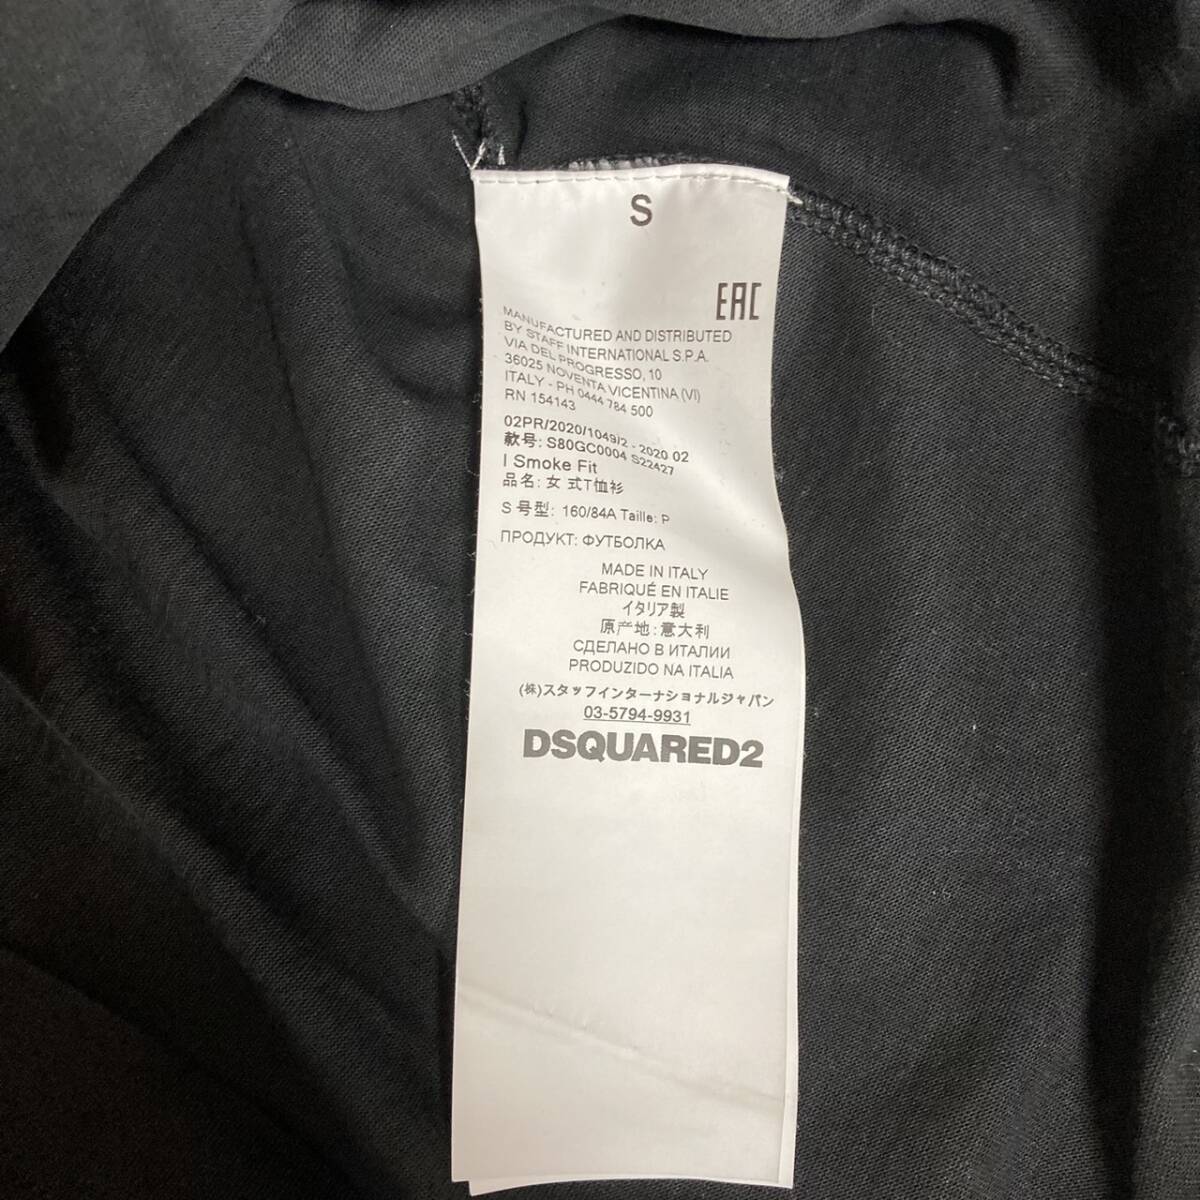 S
EAC
MANUFACTURED AND DISTRIBUTED
BY STAFF INTERNATIONAL S.P.A.
VIA DEL PROGRESSO, 10
36025 NOVENTA VICENTINA (VI)
ITALY - PH 0444 784 500
RN 154143
02PR/2020/1049/2 - 2020 02
款号: S80GC0004 S22427
I Smoke Fit
品名: 女 式T恤衫
S 号型: 160/84A Taille: P
ПРОДУКТ: ФУТБОЛКА
MADE IN ITALY
FABRIQUÉ EN ITALIE
イタリア製
原产地: 意大利
СДЕЛАНО В ИТАЛИИ
PRODUZIDO NA ITALIA
(株)スタッフインターナショナルジャパン
03-5794-9931
DSQUARED2